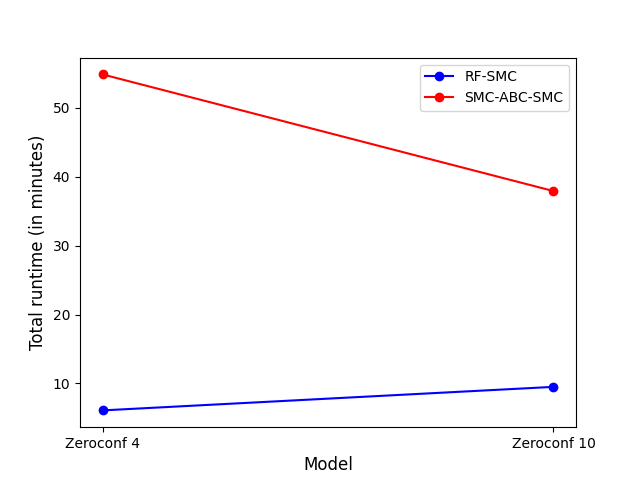 RF-SMC
SMC-ABC-SMC
Total runtime (in minutes)
50
40
30
20
10
Zeroconf 4
Zeroconf 10
Model